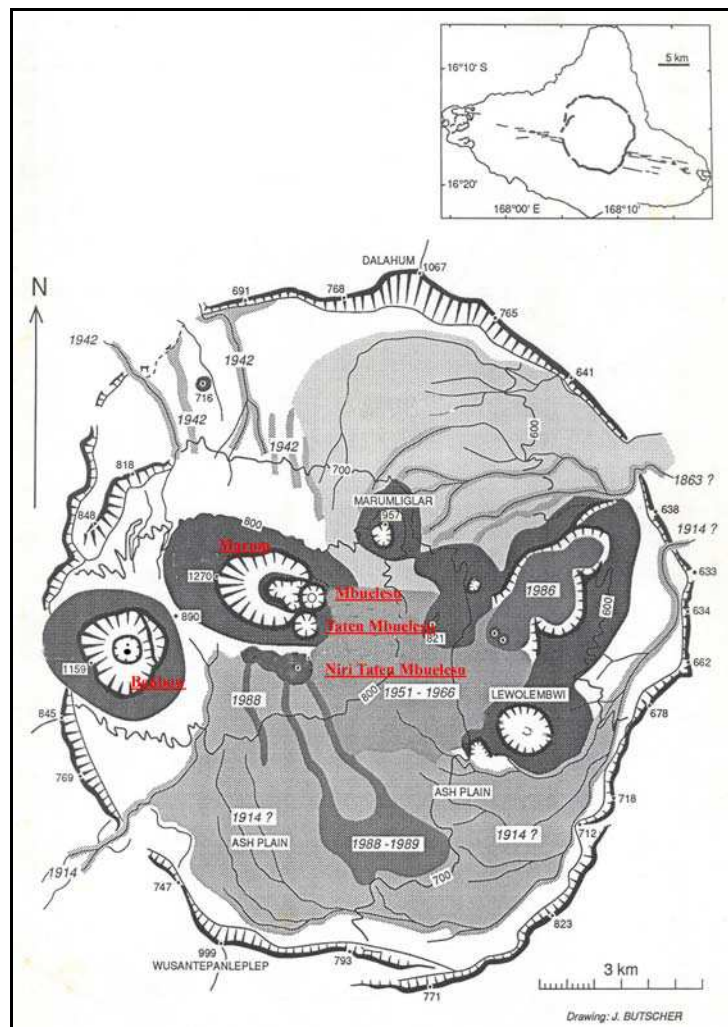 16°10' S
5 km
16°20'
168°00' E
168°10'
DALAHUM
1067
N
691
768
765
1942
1942
641
716
1942
1942
600
700
818
MARUMLIGLAR
1863 ?
957
848
638
800
1914 ?
Marum
1270
1986
633
Mbuelesu
600
890
634
Taten Mbuelesu
821
1159
Niri Taten Mbuelesu
662
Benbow
1988
1951 - 1966
LEWOLEMBWI
800
678
845
769
ASH PLAIN
718
1914 ?
1914 ?
712
ASH PLAIN
1988 -1989
1914
747
700
823
999
793
WUSANTEPANLEPLEP
771
3 km
Drawing: J. BUTSCHER